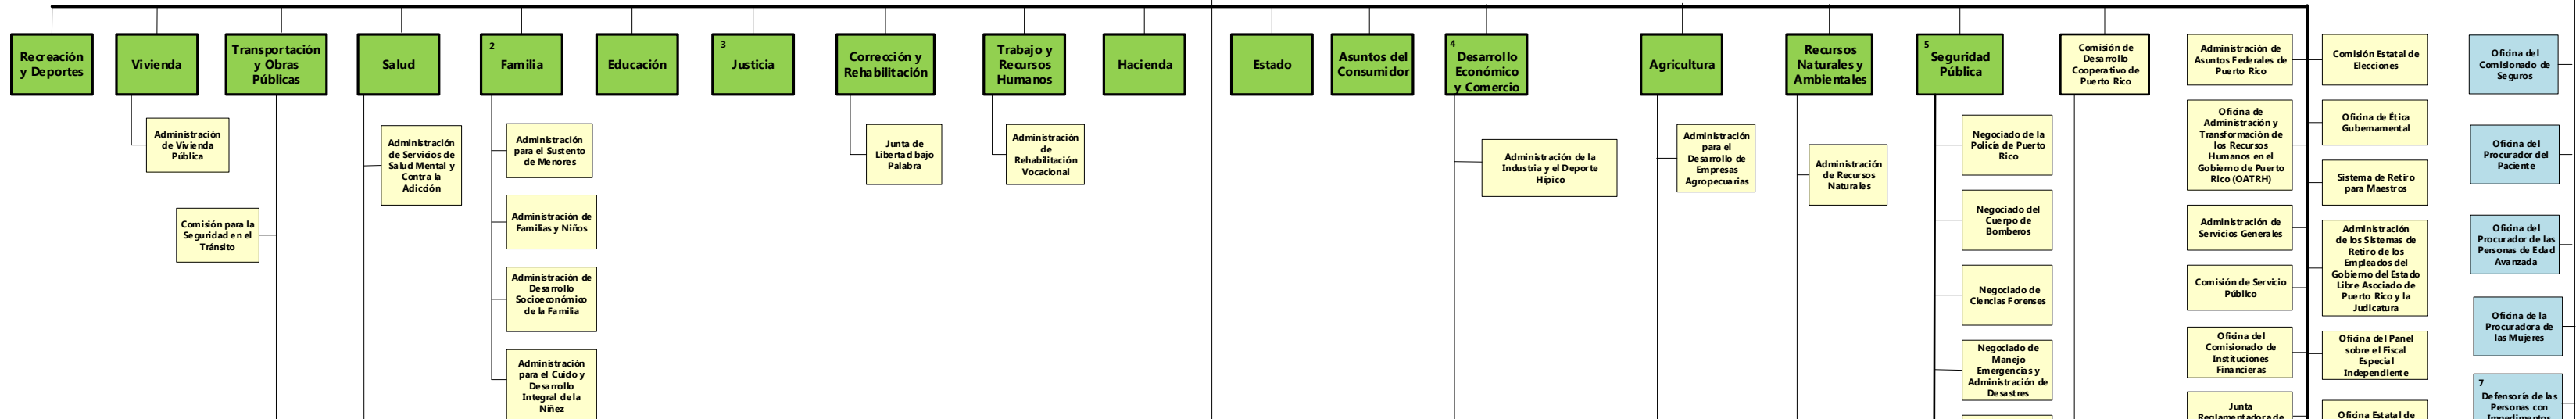 Recreación
y Deportes
Vivienda
Transportación
y Obras
Públicas
Salud
2
Familia
Educación
3
Justicia
Corrección y
Rehabilitación
Trabajo y
Recursos
Humanos
Hacienda
Estado
Asuntos del
Consumidor
4
Desarrollo
Económico
y Comercio
Agricultura
Recursos
Naturales y
Ambientales
5
Seguridad
Pública
Comisión de
Desarrollo
Cooperativo de
Puerto Rico
Administración
de Vivienda
Pública
Comisión para la
Seguridad en el
Tránsito
Administración
de Servicios de
Salud Mental y
Contra la
Adicción
Administración
para el Sustento
de Menores
Administración de
Familias y Niños
Administración de
Desarrollo
Socioeconómico
de la Familia
Administración
para el Cuido y
Desarrollo
Integral de la
Niñez
Junta de
Libertad bajo
Palabra
Administración
de
Rehabilitación
Vocacional
Administración de la
Industria y el Deporte
Hípico
Administración
para el
Desarrollo de
Empresas
Agropecuarias
Administración
de Recursos
Naturales
Negociado de la
Policía de Puerto
Rico
Negociado del
Cuerpo de
Bomberos
Negociado de
Ciencias Forenses
Negociado de
Manejo
Emergencias y
Administración de
Desastres
Administración de
Asuntos Federales de
Puerto Rico
Oficina de
Administración y
Transformación de
los Recursos
Humanos en el
Gobierno de Puerto
Rico (OATRH)
Administración de
Servicios Generales
Comisión de Servicio
Público
Oficina del
Comisionado de
Instituciones
Financieras
Junta
Reglamentadora de
Comisión Estatal de
Elecciones
Oficina de Ética
Gubernamental
Sistema de Retiro
para Maestros
Administración
de los Sistemas de
Retiro de los
Empleados del
Gobierno del Estado
Libre Asociado de
Puerto Rico y la
Judicatura
Oficina del Panel
sobre el Fiscal
Especial
Independiente
Oficina Estatal de
Oficina del
Comisionado de
Seguros
Oficina del
Procurador del
Paciente
Oficina del
Procurador de las
Personas de Edad
Avanzada
Oficina de la
Procuradora de
las Mujeres
7
Defensoría de las
Personas con
Impedimentos